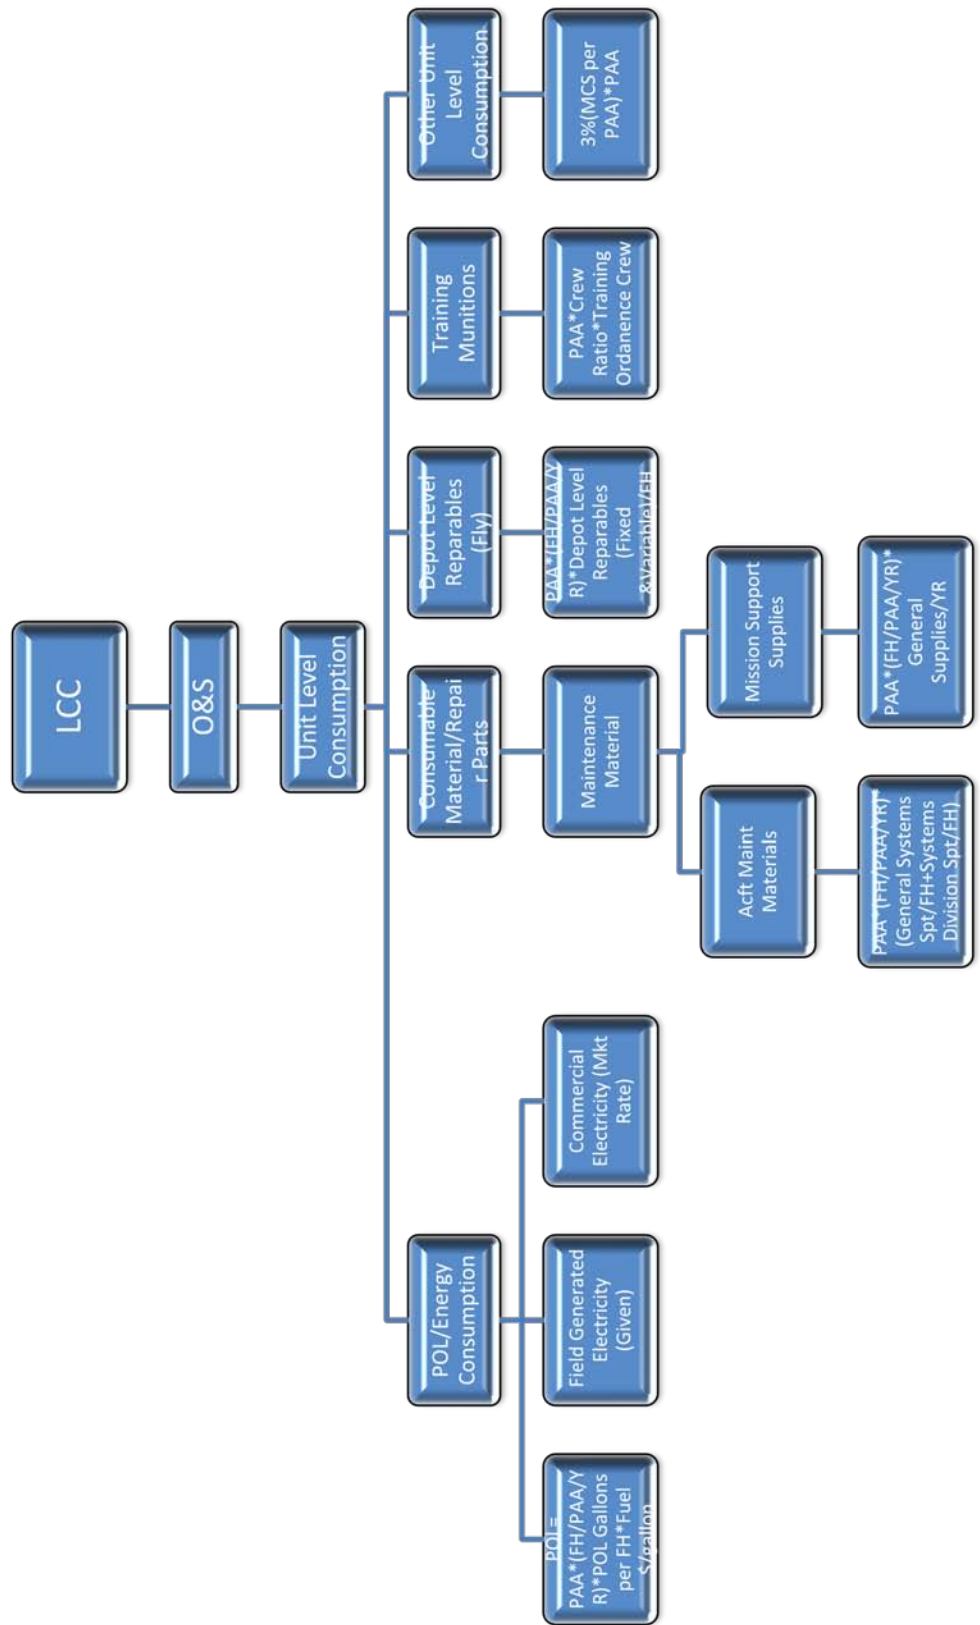 LCC
O&S
Unit Level
Consumption
POL/Energy
Consumption
Consumable
Material/Repai
r Parts
Depot Level
Reparables
(Fly)
Training
Munitions
Other Unit
Level
Consumption
POL=
PAA*(FH/PAA/Y
R)*POL Gallons
per FH*Fuel
$/gallon
Field Generated
Electricity
(Given)
Commercial
Electricity (Mkt
Rate)
Maintenance
Material
PAA*(FH/PAA/Y
R)*Depot Level
Reparables
(Fixed
&Variable)/FH
PAA*Crew
Ratio*Training
Ordanence Crew
3%(MCS per
PAA)*PAA
Acft Maint
Materials
Mission Support
Supplies
PAA*(FH/PAA/YR)*
(General Systems
Spt/FH+Systems
Division Spt/FH)
PAA*(FH/PAA/YR)*
General
Supplies/YR